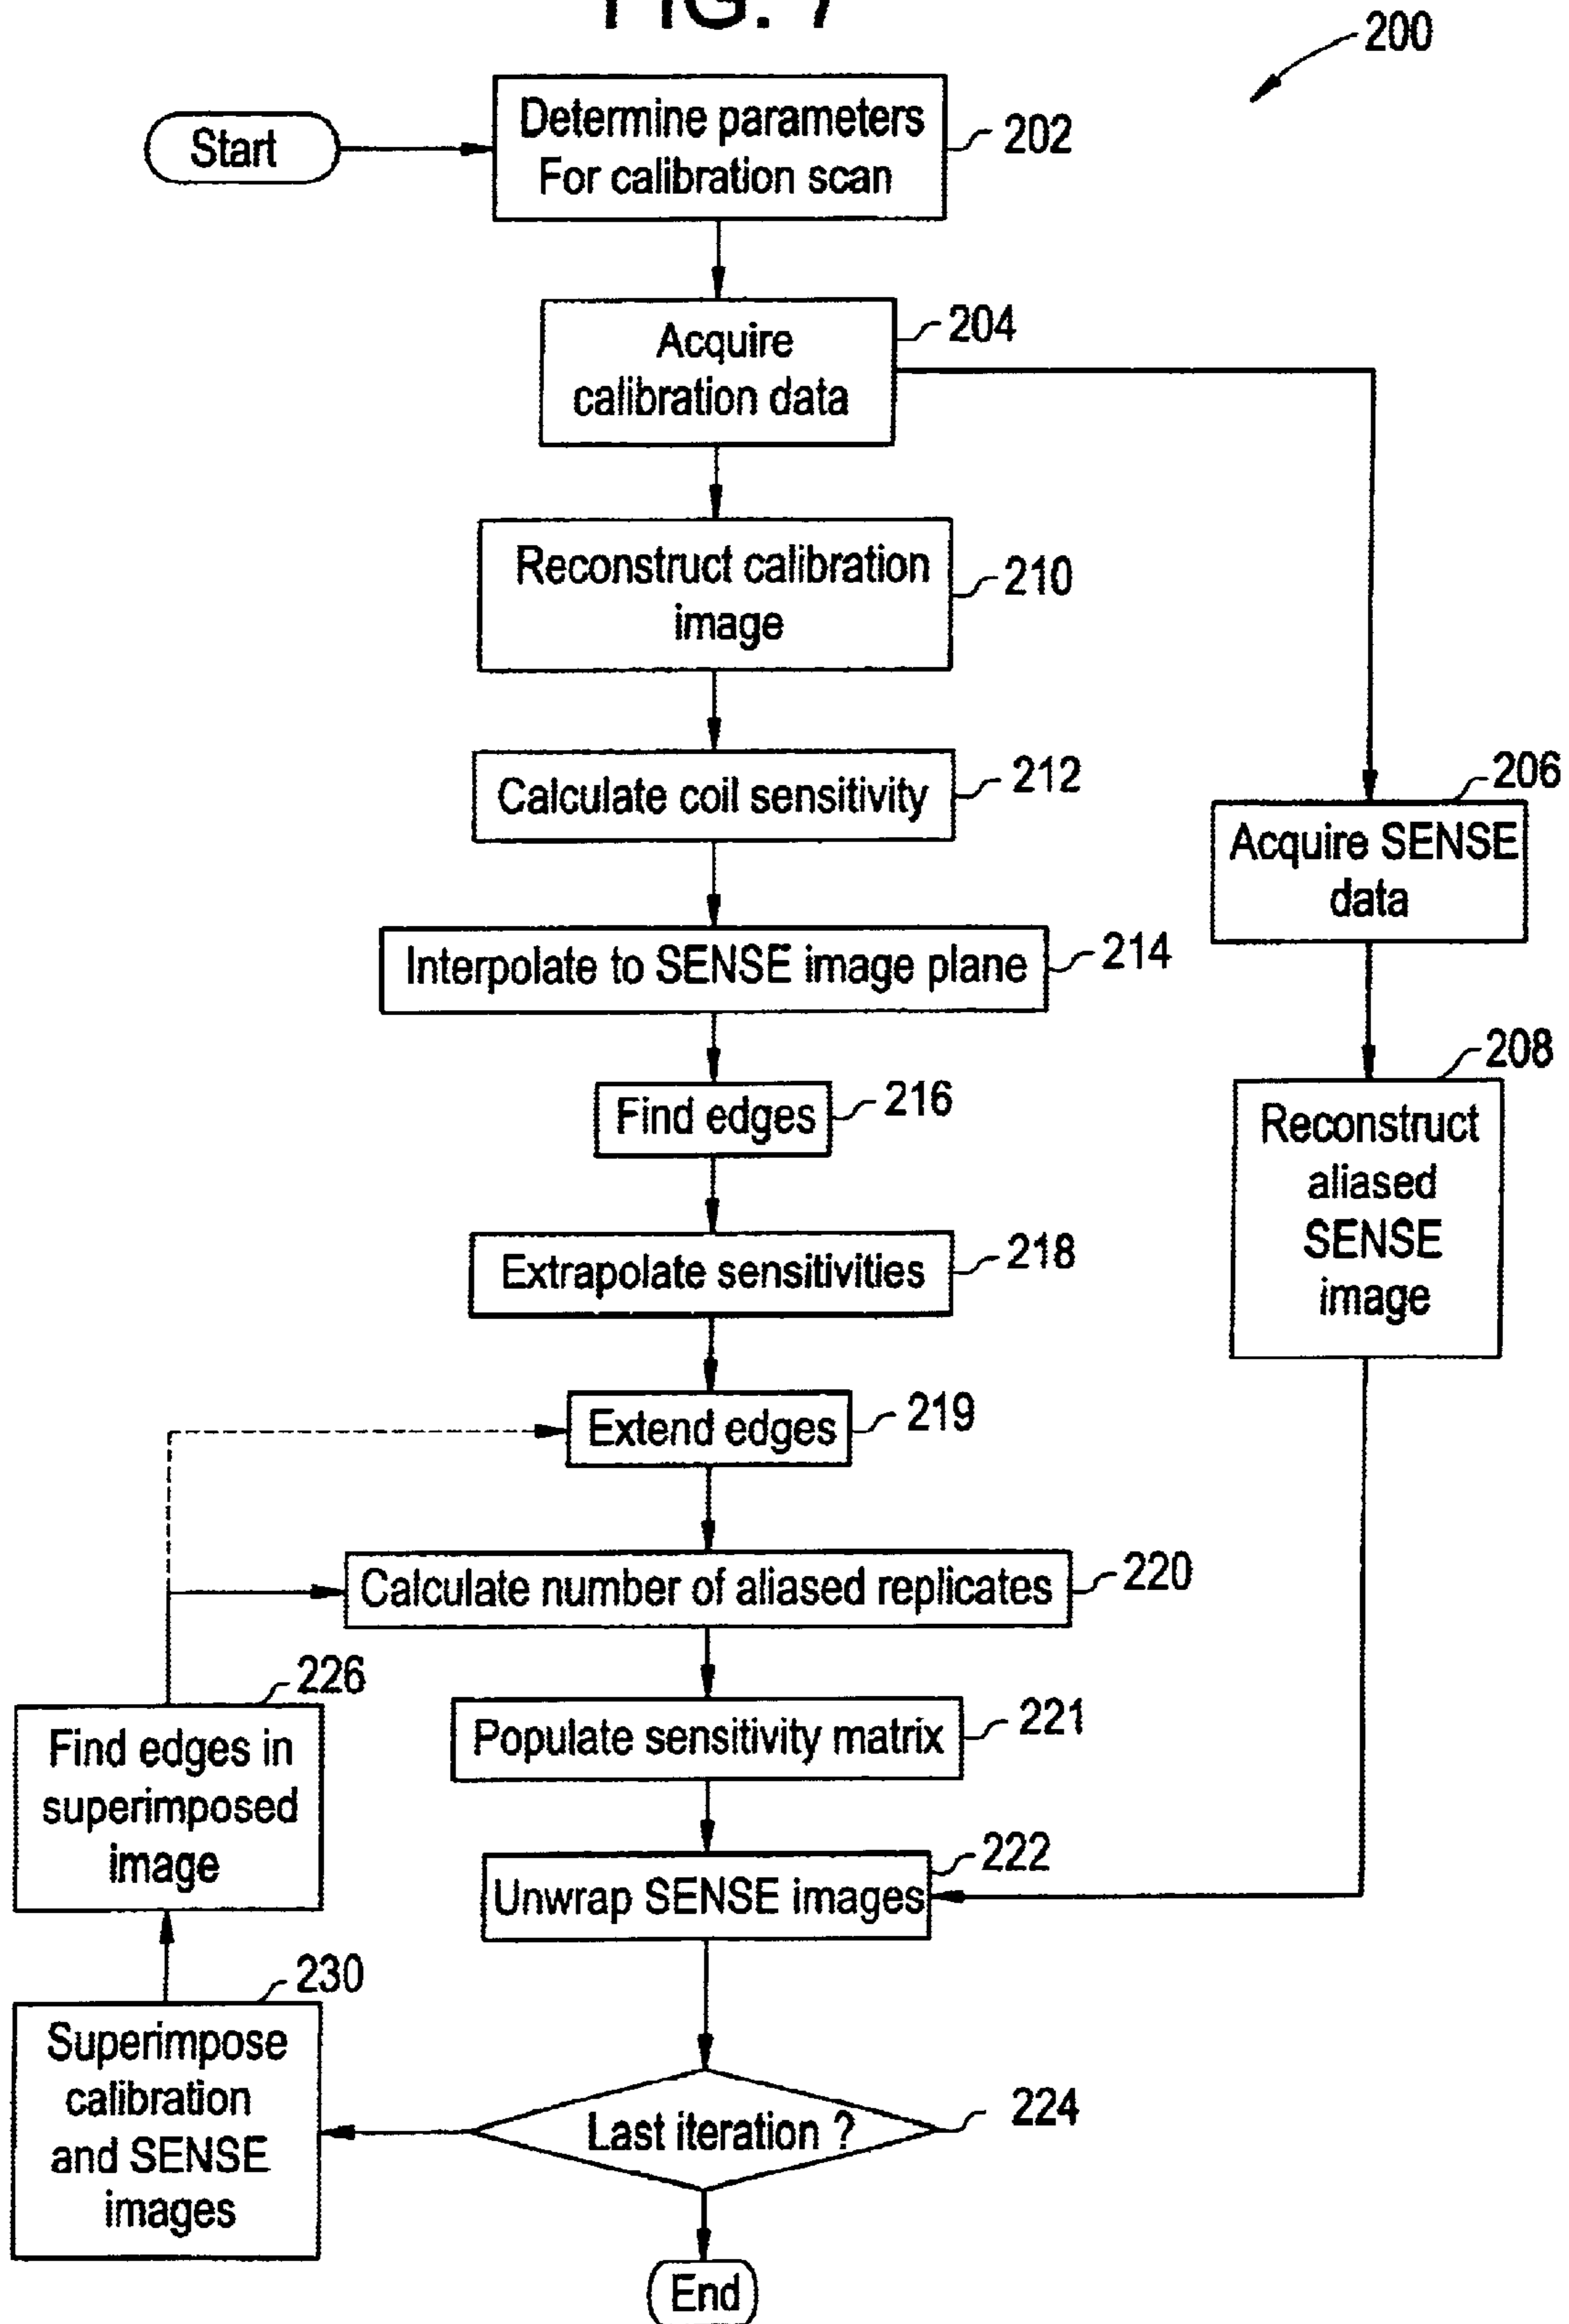 FIG. 7
200
Start
Determine parameters
For calibration scan
202
Acquire
calibration data
204
Reconstruct calibration
image
210
Calculate coil sensitivity
212
206
Acquire SENSE
data
Interpolate to SENSE image plane
214
Find edges
216
208
Reconstruct
aliased
SENSE
image
Extrapolate sensitivities
218
Extend edges
219
Calculate number of aliased replicates
220
226
Find edges in
superimposed
image
Populate sensitivity matrix
221
Unwrap SENSE images
222
230
Superimpose
calibration
and SENSE
images
Last iteration ?
224
End